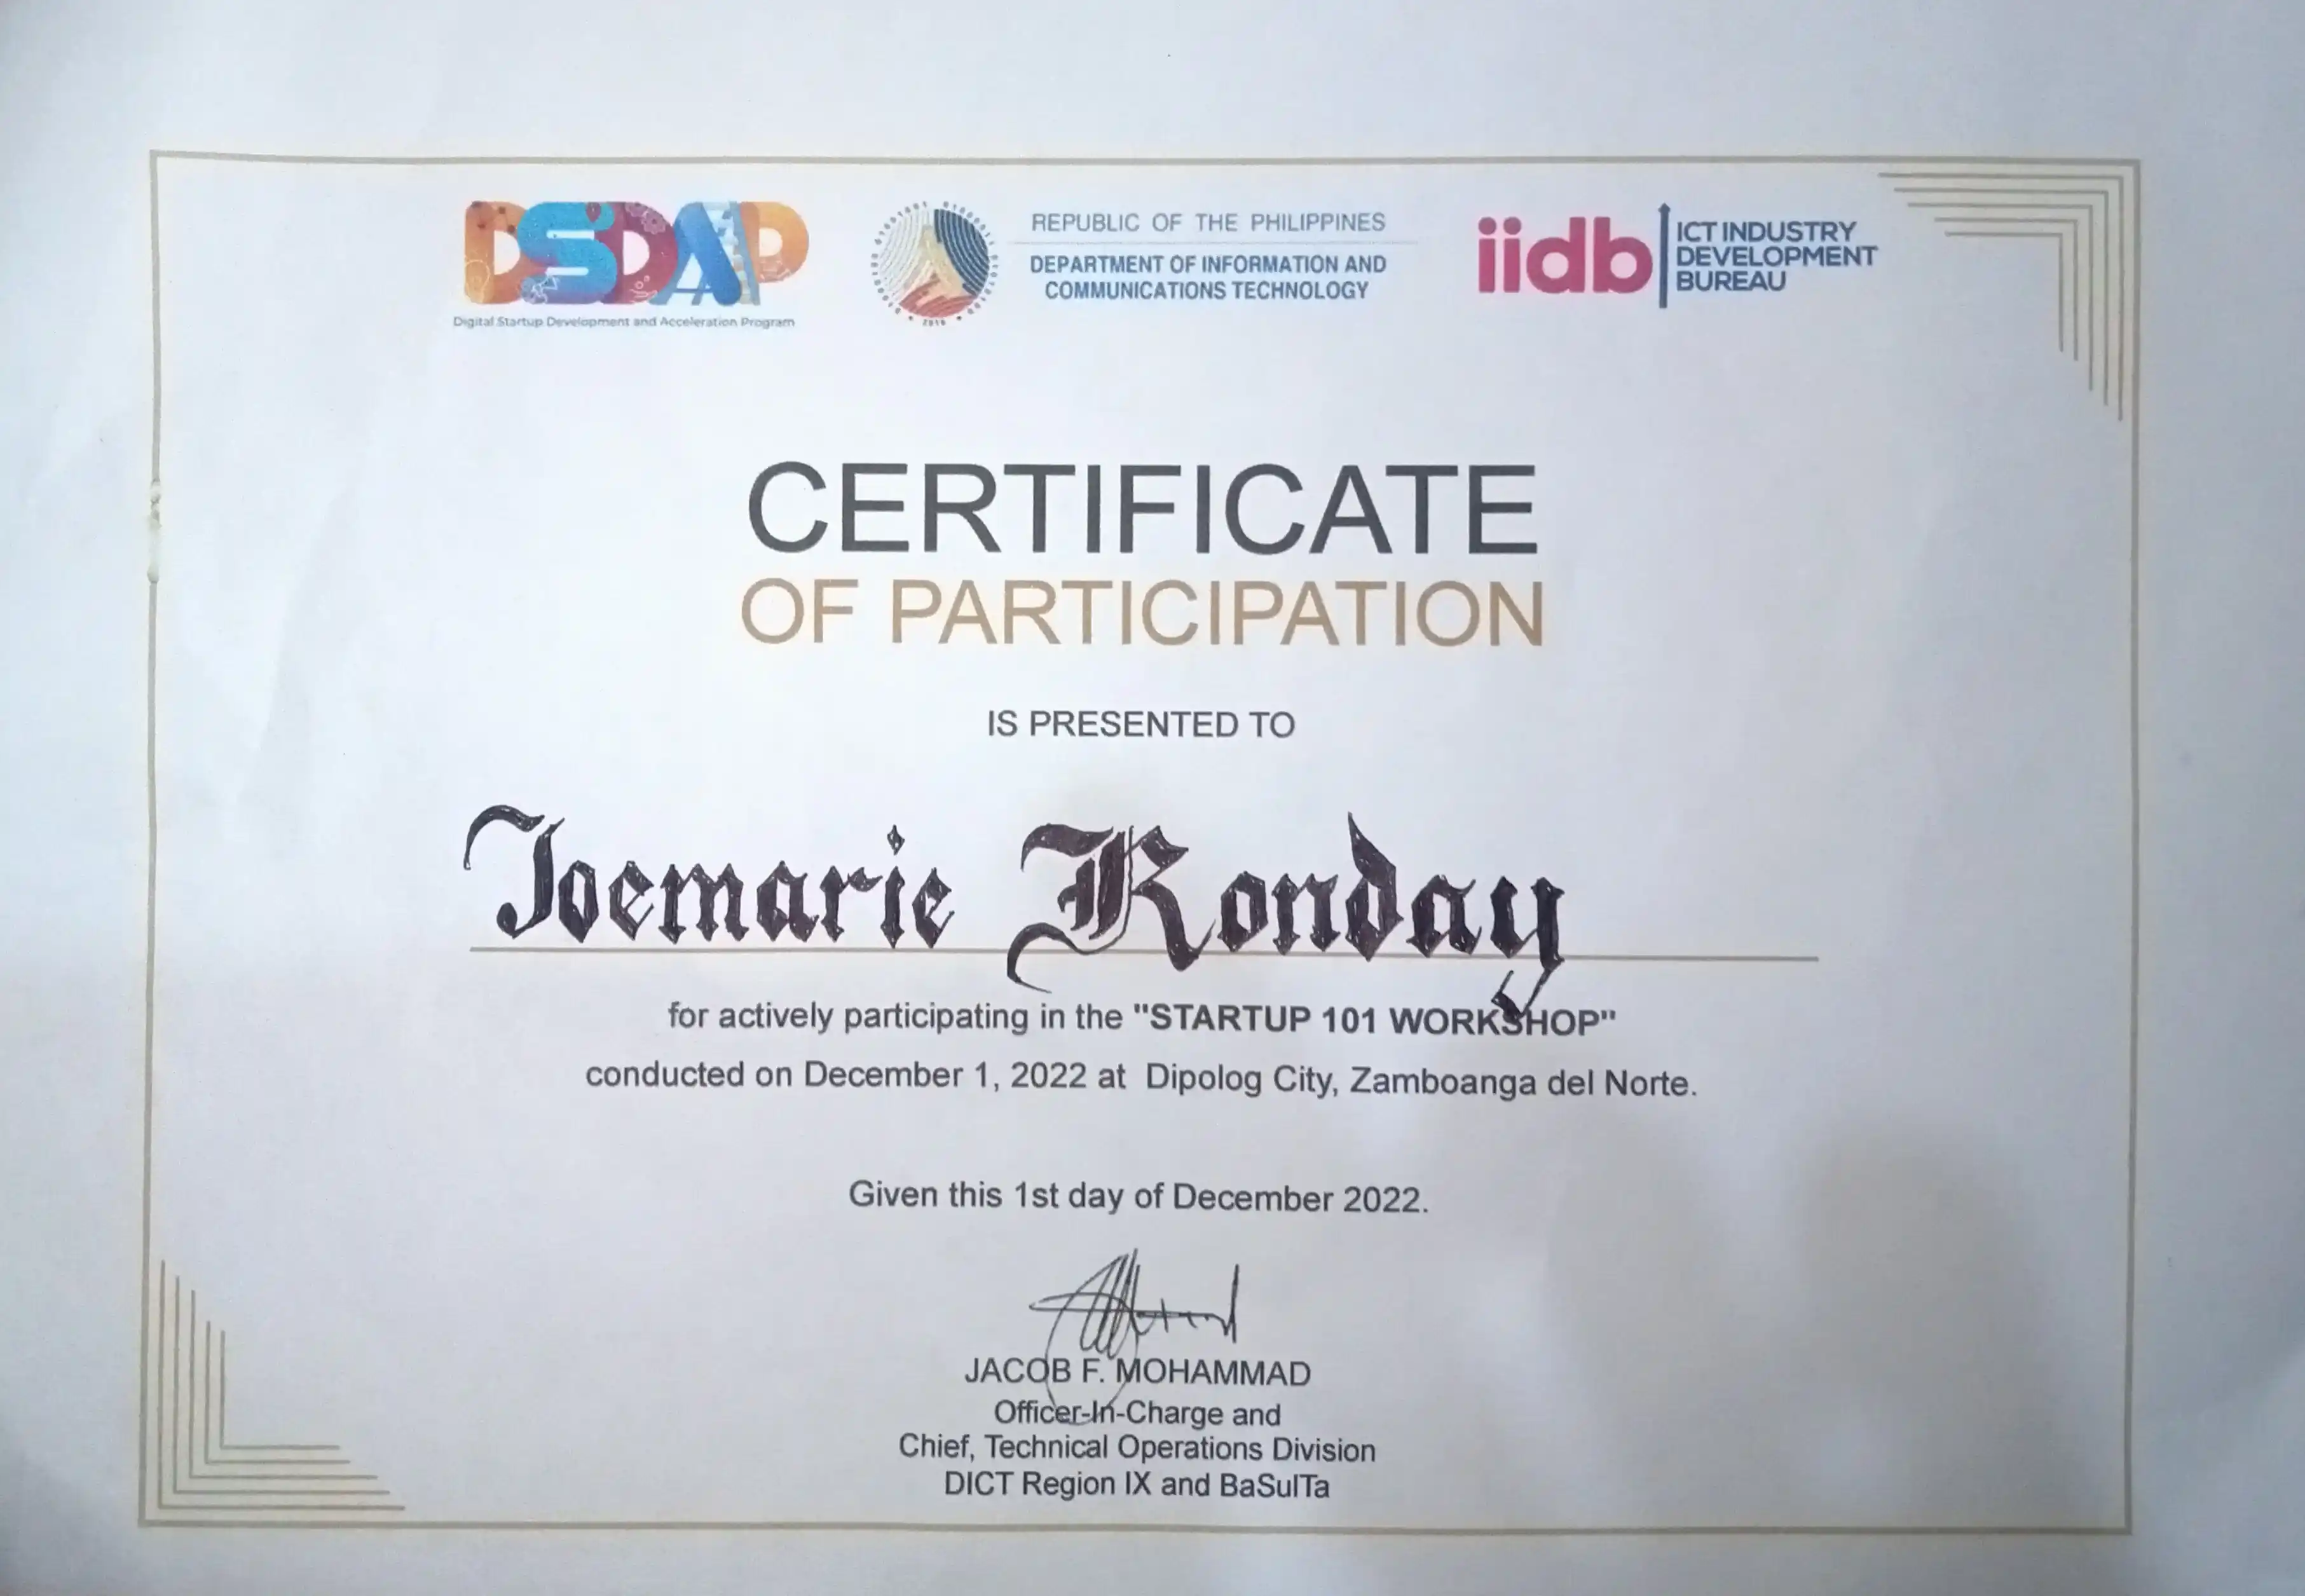 DSDAP
Digital Startup Development and Acceleration Program
2016
REPUBLIC OF THE PHILIPPINES
DEPARTMENT OF INFORMATION AND
COMMUNICATIONS TECHNOLOGY
iidb
ICT INDUSTRY
DEVELOPMENT
BUREAU
CERTIFICATE
OF PARTICIPATION
IS PRESENTED TO
Joemarie Konday
for actively participating in the "STARTUP 101 WORKSHOP"
conducted on December 1, 2022 at Dipolog City, Zamboanga del Norte.
Given this 1st day of December 2022.
JACOB F. MOHAMMAD
Officer-In-Charge and
Chief, Technical Operations Division
DICT Region IX and BaSulTa